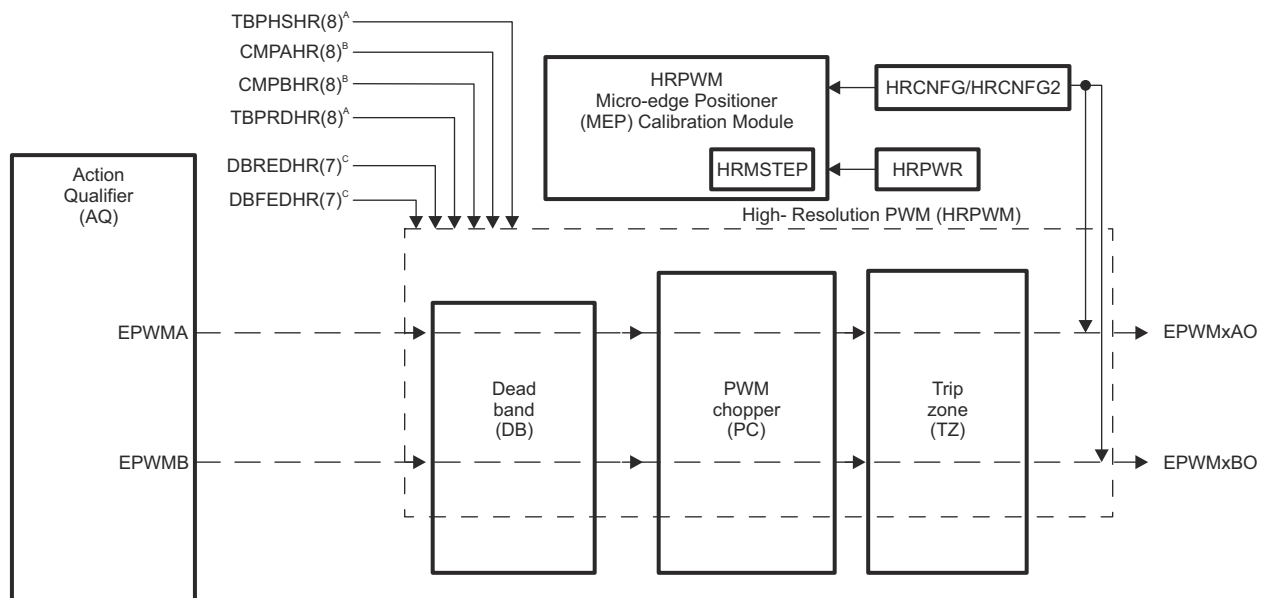 TBPHSHR(8)A
CMPAHR(8)B
CMPBHR(8)B
TBPRDHR(8)A
DBREDHR(7)C
DBFEDHR(7)C
HRPWM
Micro-edge Positioner
(MEP) Calibration Module
HRMSTEP
HRCNFG/HRCNFG2
HRPWR
High- Resolution PWM (HRPWM)
Action
Qualifier
(AQ)
EPWMA
EPWMB
Dead
band
(DB)
PWM
chopper
(PC)
Trip
zone
(TZ)
EPWMxAO
EPWMxBO